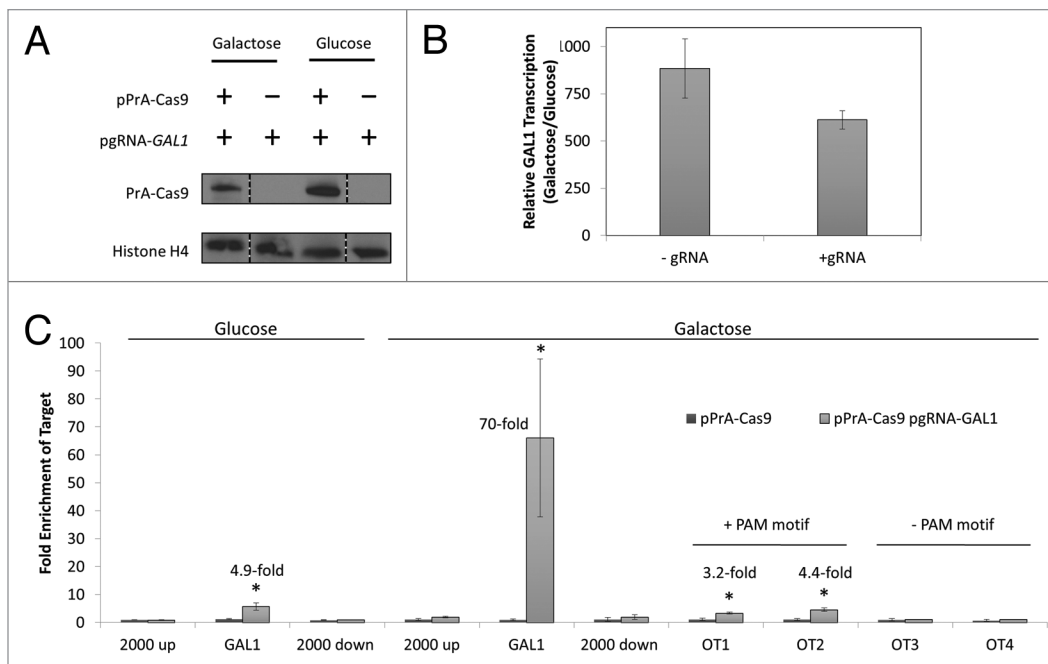 A
Galactose Glucose
pPrA-Cas9 + – + –
pgRNA-GAL1 + + + +
PrA-Cas9
Histone H4
B
Relative GAL1 Transcription
(Galactose/Glucose)
1000
750
500
250
0
- gRNA +gRNA
C
Glucose Galactose
Fold Enrichment of Target
100
90
80
70
60
50
40
30
20
10
0
4.9-fold
*
70-fold
*
pPrA-Cas9 pPrA-Cas9 pgRNA-GAL1
+ PAM motif - PAM motif
3.2-fold 4.4-fold
* *
2000 up GAL1 2000 down 2000 up GAL1 2000 down OT1 OT2 OT3 OT4